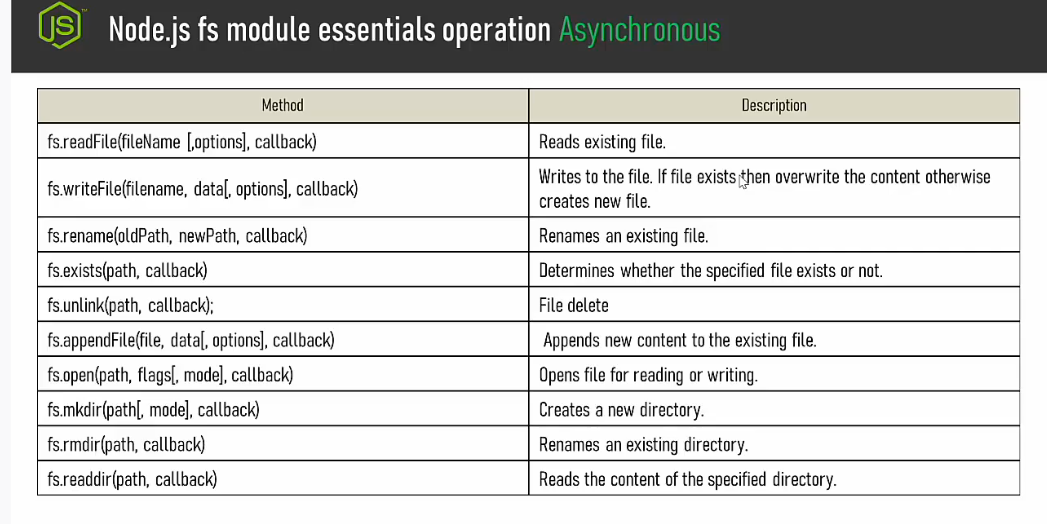 JS
Node.js fs module essentials operation Asynchronous
Method Description
fs.readFile(fileName [,options], callback) Reads existing file.
fs.writeFile(filename, data[, options], callback) Writes to the file. If file exists then overwrite the content otherwise
creates new file.
fs.rename(oldPath, newPath, callback) Renames an existing file.
fs.exists(path, callback) Determines whether the specified file exists or not.
fs.unlink(path, callback); File delete
fs.appendFile(file, data[, options], callback) Appends new content to the existing file.
fs.open(path, flags[, mode], callback) Opens file for reading or writing.
fs.mkdir(path[, mode], callback) Creates a new directory.
fs.rmdir(path, callback) Renames an existing directory.
fs.readdir(path, callback) Reads the content of the specified directory.